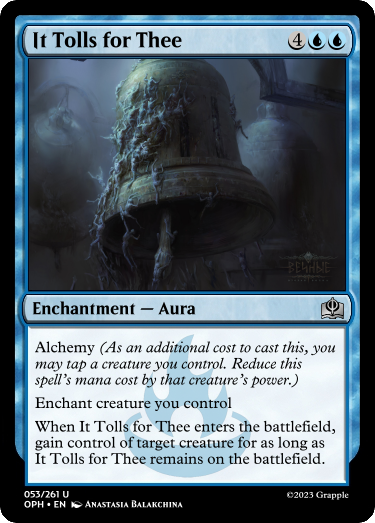 It Tolls for Thee 4
ВЕЧНЫЕ
Enchantment — Aura
Alchemy (As an additional cost to cast this, you
may tap a creature you control. Reduce this
spell's mana cost by that creature's power.)
Enchant creature you control
When It Tolls for Thee enters the battlefield,
gain control of target creature for as long as
It Tolls for Thee remains on the battlefield.
053/261 U
OPH • EN Anastasia Balakchina
©2023 Grapple